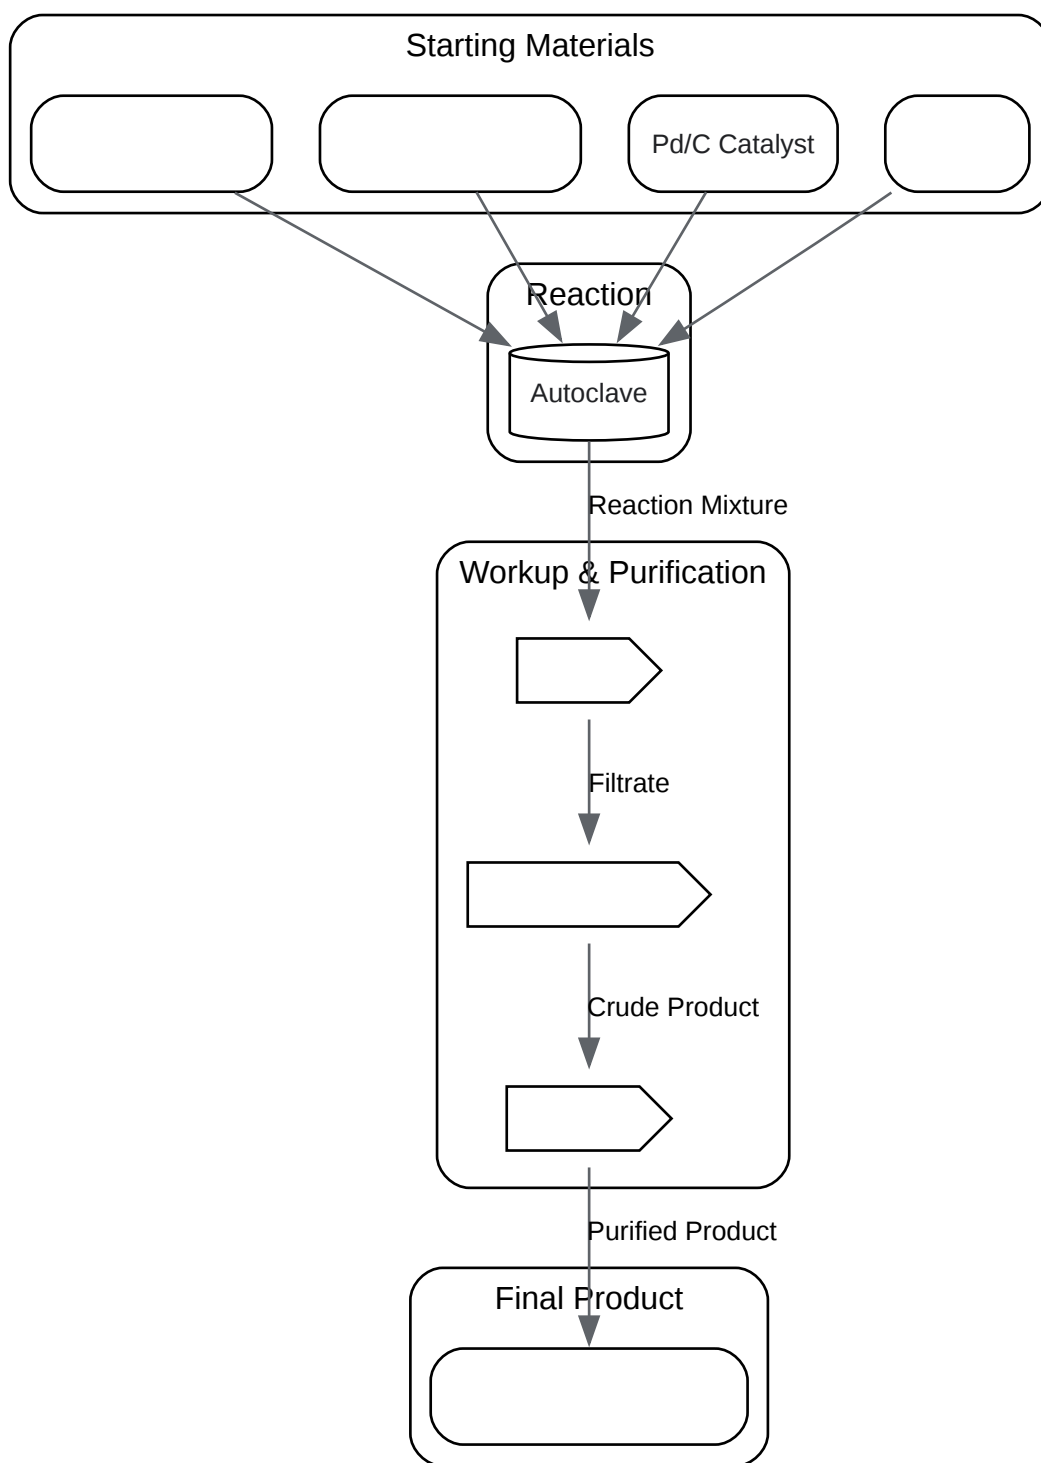 Starting Materials
Pd/C Catalyst
Reaction
Autoclave
Reaction Mixture
Workup & Purification
Filtrate
Crude Product
Purified Product
Final Product